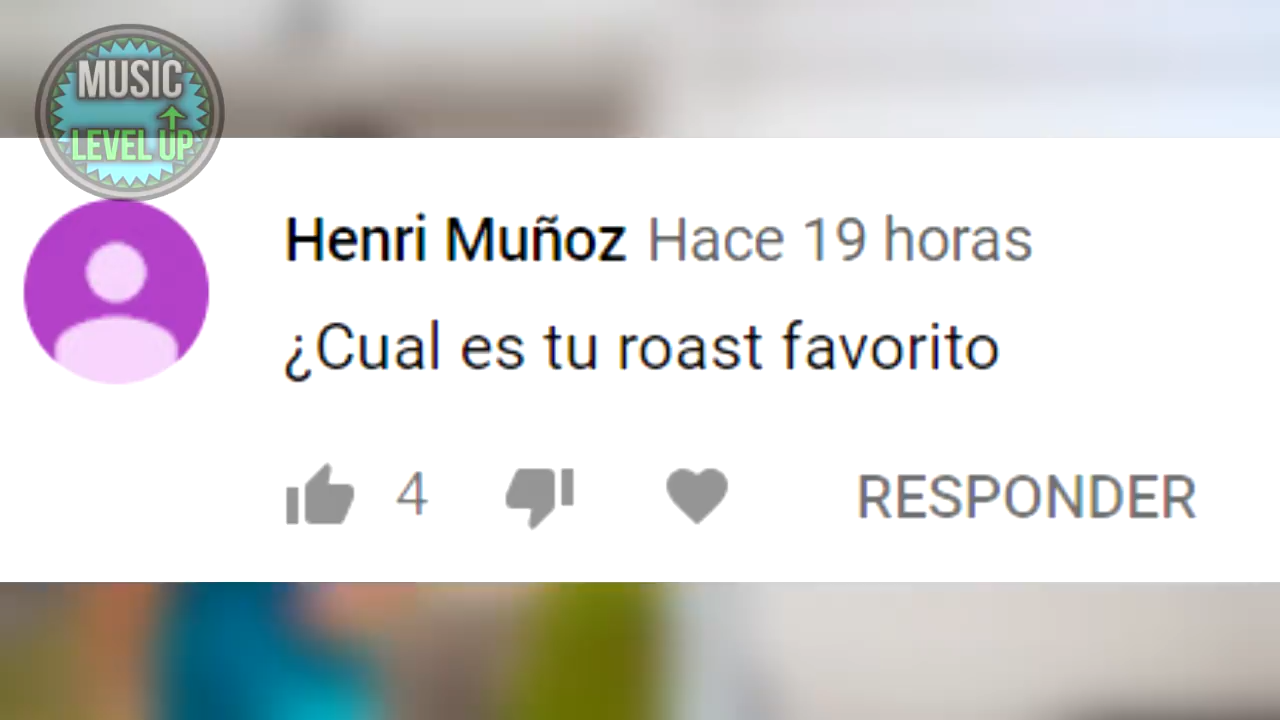 MUSIC
LEVEL UP
Henri Muñoz Hace 19 horas
¿Cual es tu roast favorito
4
RESPONDER